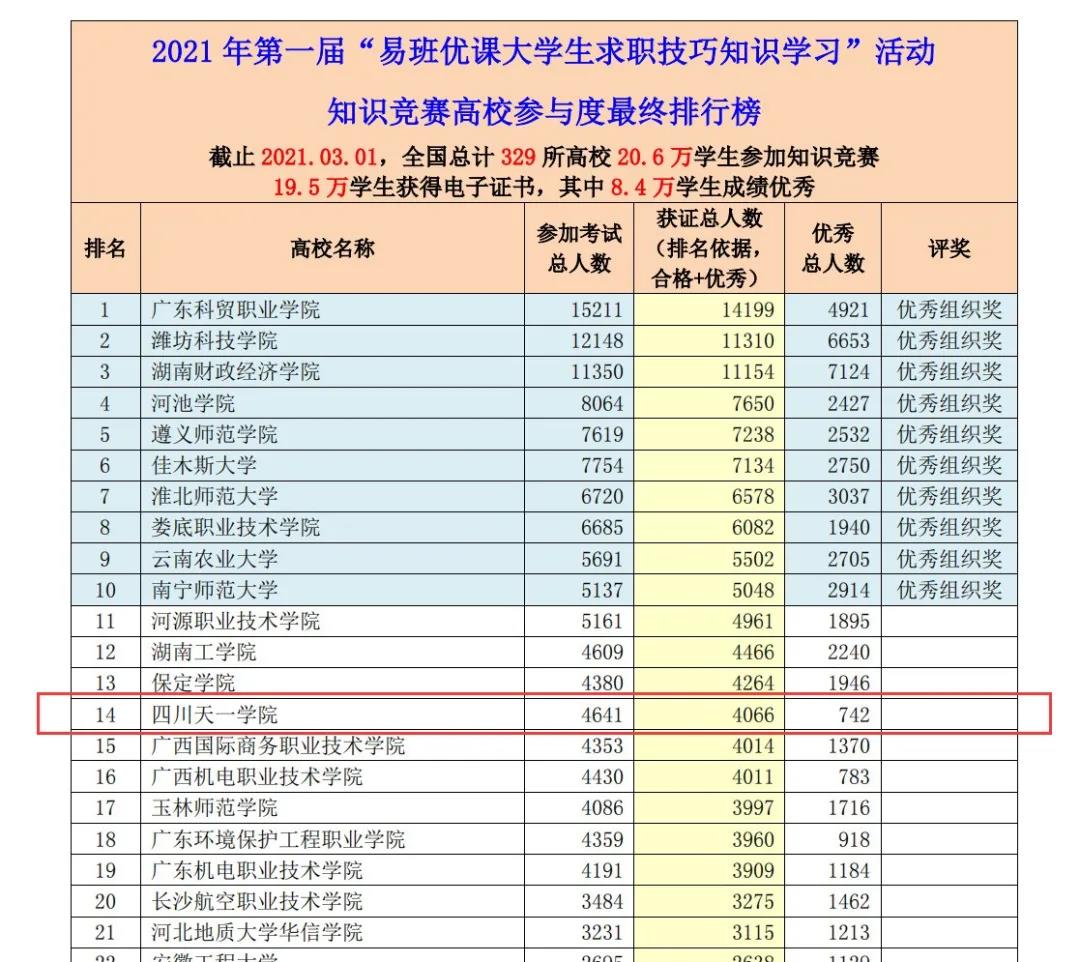 2021 年第一届“易班优课大学生求职技巧知识学习”活动
知识竞赛高校参与度最终排行榜
截止 2021.03.01，全国总计 329 所高校 20.6 万学生参加知识竞赛
19.5 万学生获得电子证书，其中 8.4 万学生成绩优秀
排名 高校名称 参加考试总人数 获证总人数（排名依据，合格+优秀） 优秀总人数 评奖
1 广东科贸职业学院 15211 14199 4921 优秀组织奖
2 潍坊科技学院 12148 11310 6653 优秀组织奖
3 湖南财政经济学院 11350 11154 7124 优秀组织奖
4 河池学院 8064 7650 2427 优秀组织奖
5 遵义师范学院 7619 7238 2532 优秀组织奖
6 佳木斯大学 7754 7134 2750 优秀组织奖
7 淮北师范大学 6720 6578 3037 优秀组织奖
8 娄底职业技术学院 6685 6082 1940 优秀组织奖
9 云南农业大学 5691 5502 2705 优秀组织奖
10 南宁师范大学 5137 5048 2914 优秀组织奖
11 河源职业技术学院 5161 4961 1895
12 湖南工学院 4609 4466 2240
13 保定学院 4380 4264 1946
14 四川天一学院 4641 4066 742
15 广西国际商务职业技术学院 4353 4014 1370
16 广西机电职业技术学院 4430 4011 783
17 玉林师范学院 4086 3997 1716
18 广东环境保护工程职业学院 4359 3960 918
19 广东机电职业技术学院 4191 3909 1184
20 长沙航空职业技术学院 3484 3275 1462
21 河北地质大学华信学院 3231 3115 1213